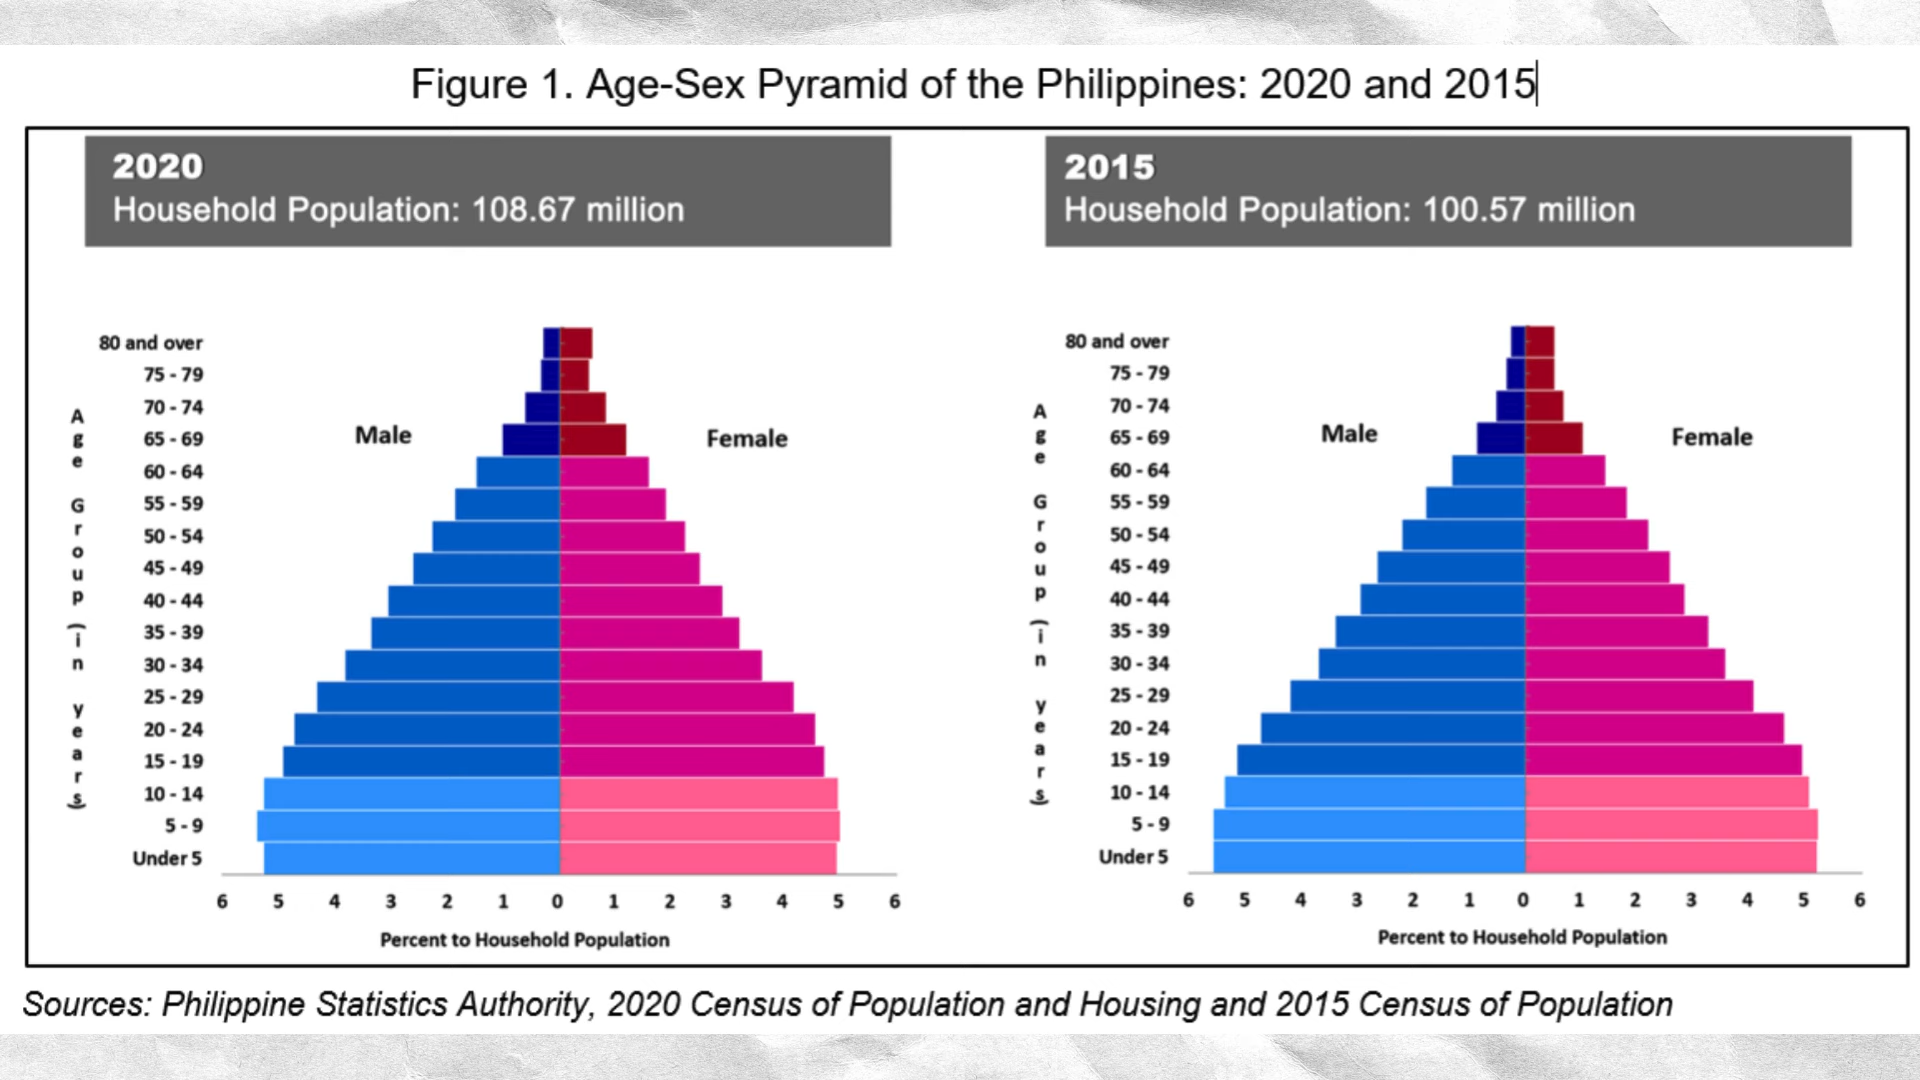 Figure 1. Age-Sex Pyramid of the Philippines: 2020 and 2015
2020
Household Population: 108.67 million
80 and over
75 - 79
70 - 74
65 - 69
60 - 64
55 - 59
50 - 54
45 - 49
40 - 44
35 - 39
30 - 34
25 - 29
20 - 24
15 - 19
10 - 14
5 - 9
Under 5
Age Group (in years)
Male
Female
6 5 4 3 2 1 0 1 2 3 4 5 6
Percent to Household Population
2015
Household Population: 100.57 million
80 and over
75 - 79
70 - 74
65 - 69
60 - 64
55 - 59
50 - 54
45 - 49
40 - 44
35 - 39
30 - 34
25 - 29
20 - 24
15 - 19
10 - 14
5 - 9
Under 5
Age Group (in years)
Male
Female
6 5 4 3 2 1 0 1 2 3 4 5 6
Percent to Household Population
Sources: Philippine Statistics Authority, 2020 Census of Population and Housing and 2015 Census of Population